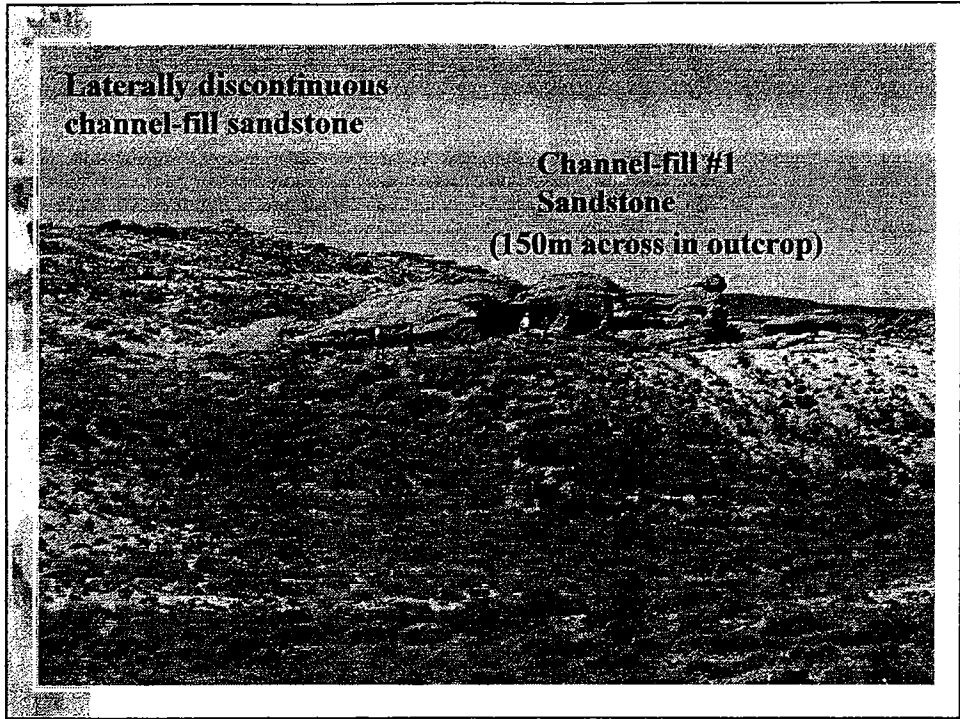 Laterally discontinuous
channel-fill sandstone
Channel-fill #1
Sandstone
(150m across in outcrop)